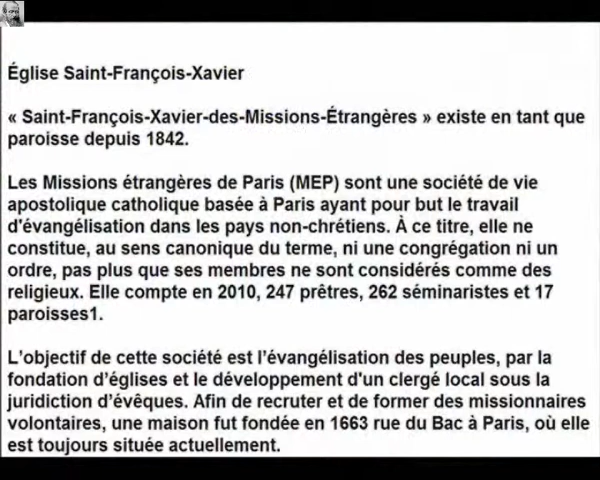 Église Saint-François-Xavier
« Saint-François-Xavier-des-Missions-Étrangères » existe en tant que
paroisse depuis 1842.
Les Missions étrangères de Paris (MEP) sont une société de vie
apostolique catholique basée à Paris ayant pour but le travail
d'évangélisation dans les pays non-chrétiens. À ce titre, elle ne
constitue, au sens canonique du terme, ni une congrégation ni un
ordre, pas plus que ses membres ne sont considérés comme des
religieux. Elle compte en 2010, 247 prêtres, 262 séminaristes et 17
paroisses1.
L’objectif de cette société est l’évangélisation des peuples, par la
fondation d’églises et le développement d'un clergé local sous la
juridiction d’évêques. Afin de recruter et de former des missionnaires
volontaires, une maison fut fondée en 1663 rue du Bac à Paris, où elle
est toujours située actuellement.